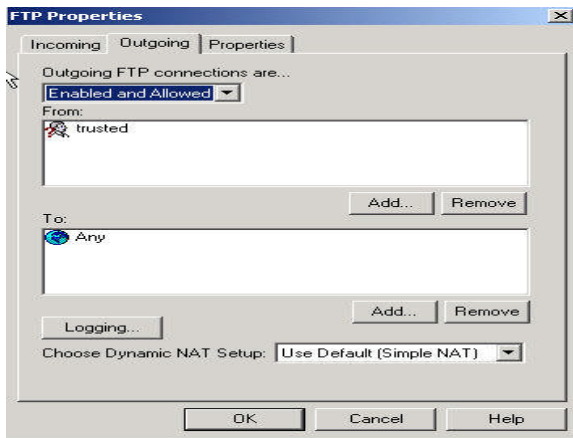 FTP Properties
Incoming Outgoing Properties
Outgoing FTP connections are...
Enabled and Allowed
From:
trusted
Add... Remove
To:
Any
Add... Remove
Logging...
Choose Dynamic NAT Setup: Use Default (Simple NAT)
OK Cancel Help